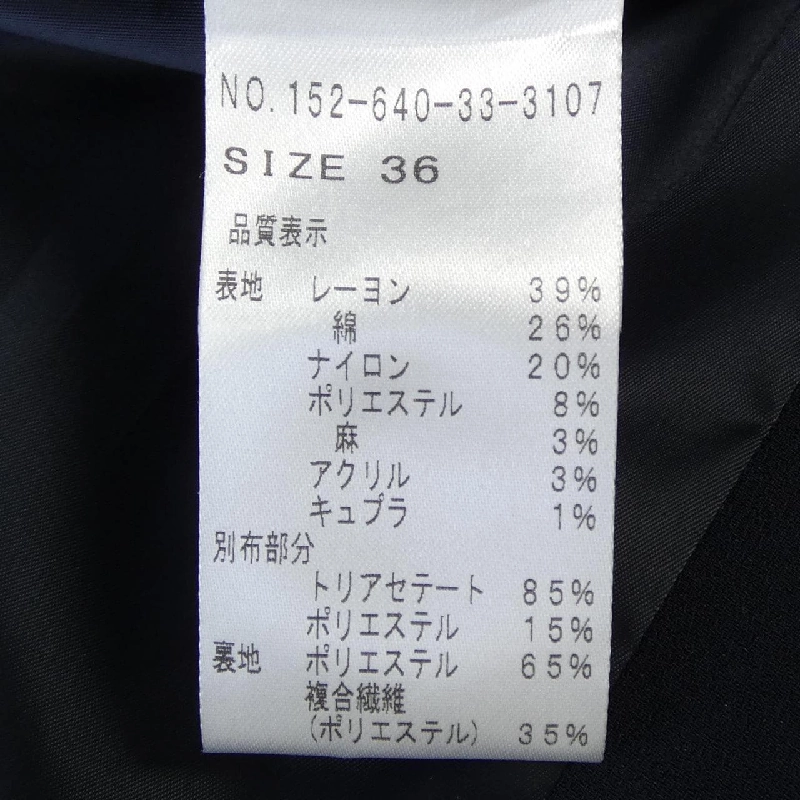 NO.152-640-33-3107
SIZE 36
品質表示
表地 レーヨン 39%
綿 26%
ナイロン 20%
ポリエステル 8%
麻 3%
アクリル 3%
キュプラ 1%
別布部分
トリアセテート 85%
ポリエステル 15%
裏地 ポリエステル 65%
複合繊維
(ポリエステル) 35%